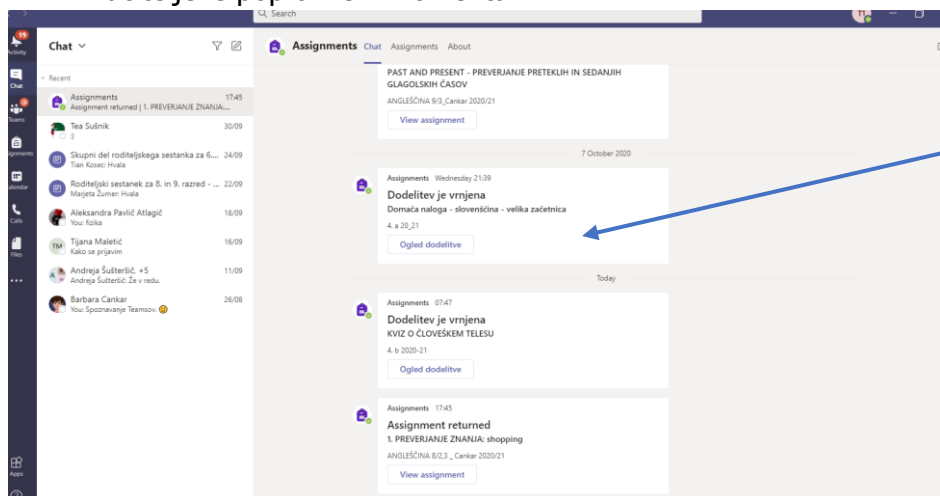 Search
TL
19
Activity
Chat
Teams
Assignments
Calendar
Calls
Files
Apps
Chat
Recent
Assignments 17:45
Assignment returned | 1. PREVERJANJE ZNANJA:...
Tea Sušnik 30/09
:)
Skupni del roditeljskega sestanka za 6.... 24/09
Tian Kosec: Hvala
Roditeljski sestanek za 8. in 9. razred - ... 22/09
Marjeta Žumer: Hvala
Aleksandra Pavlič Atlagič 18/09
You: fizika
TM
Tijana Maletić 16/09
Kako se prijavim
Andreja Šušteršič, +5 11/09
Andreja Šušteršič: Že v redu.
Barbara Cankar 26/08
You: Spoznavanje Teamsov. 😀
Assignments Chat Assignments About
PAST AND PRESENT - PREVERJANJE PRETEKLIH IN SEDANJIH
GLAGOLSKIH ČASOV
ANGLEŠČINA 9/3_Cankar 2020/21
View assignment
7 October 2020
Assignments Wednesday 21:39
Dodelitev je vrnjena
Domača naloga - slovenščina - velika začetnica
4. a 20_21
Ogled dodelitve
Today
Assignments 07:47
Dodelitev je vrnjena
KVIZ O ČLOVEŠKEM TELESU
4. b 2020-21
Ogled dodelitve
Assignments 17:45
Assignment returned
1. PREVERJANJE ZNANJA: shopping
ANGLEŠČINA 8/2,3 _ Cankar 2020/21
View assignment